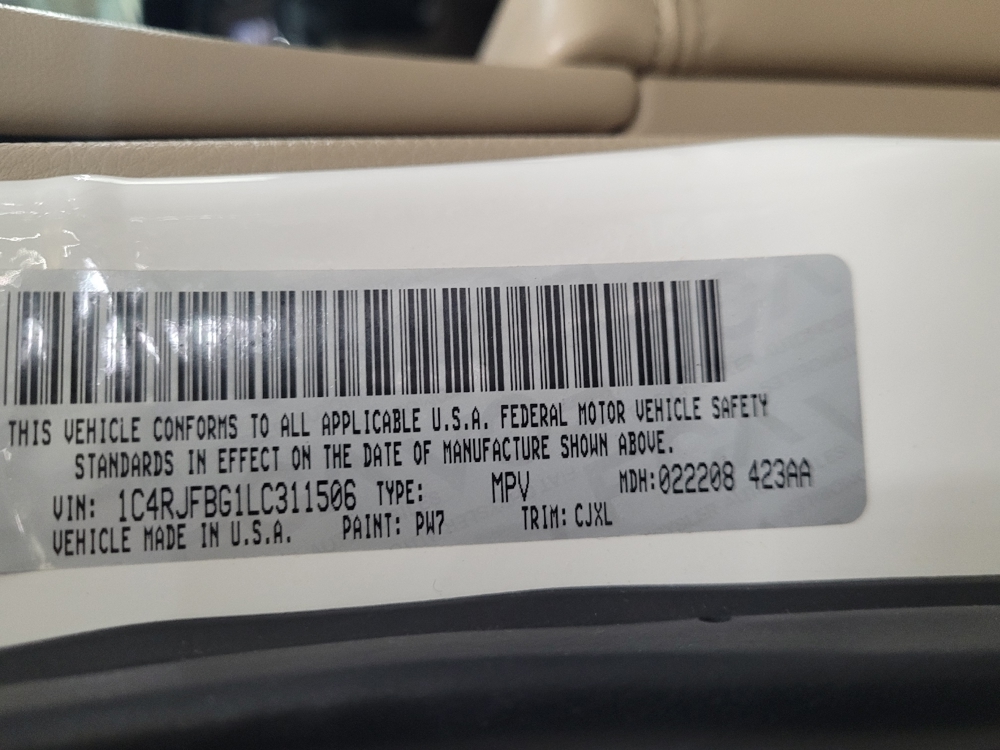 THIS VEHICLE CONFORMS TO ALL APPLICABLE U.S.A. FEDERAL MOTOR VEHICLE SAFETY
STANDARDS IN EFFECT ON THE DATE OF MANUFACTURE SHOWN ABOVE.
VIN: 1C4RJFBG1LC311506 TYPE: MPV MDH:022208 423AA
VEHICLE MADE IN U.S.A. PAINT: PW7 TRIM: CJXL